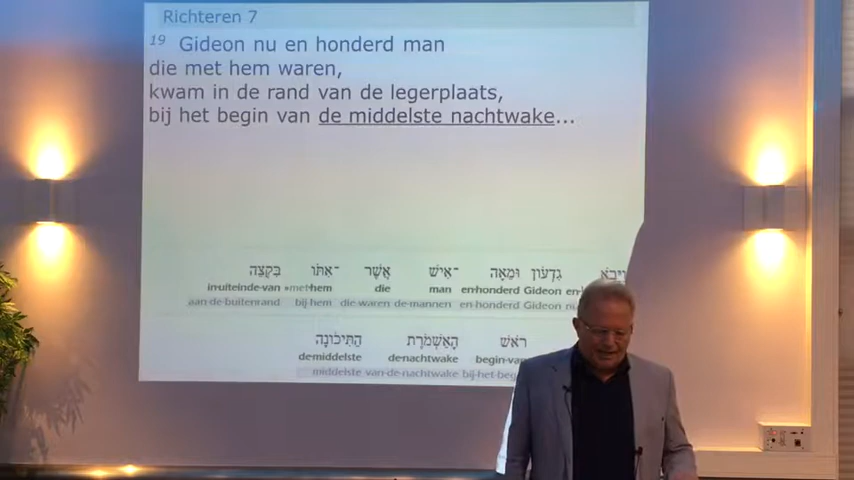 Richteren 7
19 Gideon nu en honderd man
die met hem waren,
kwam in de rand van de legerplaats,
bij het begin van de middelste nachtwake...
וַיָּבֹא גִדְעוֹן וּמֵאָה ־אִישׁ אֲשֶׁר ־אִתּוֹ בִּקְצֵה
in·uiteinde·van »met·hem die man en·honderd Gideon
aan·de·buitenrand bij·hem die·waren de·mannen en·honderd Gideon
רֹאשׁ הָאַשְׁמֹרֶת הַתִּיכוֹנָה
de·middelste de·nachtwake
middelste van·de·nachtwake